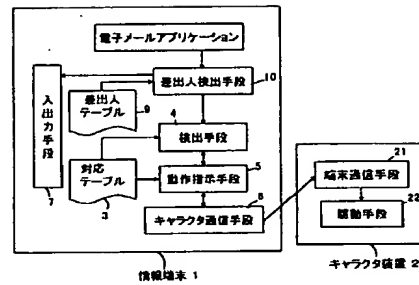 電子メールアプリケーション
差出人検出手段
10
差出人
テーブル
9
入出力手段
7
4
検出手段
対応
テーブル
3
5
動作指示手段
6
キャラクタ通信手段
情報端末 1
21
端末通信手段
22
駆動手段
キャラクタ装置 2